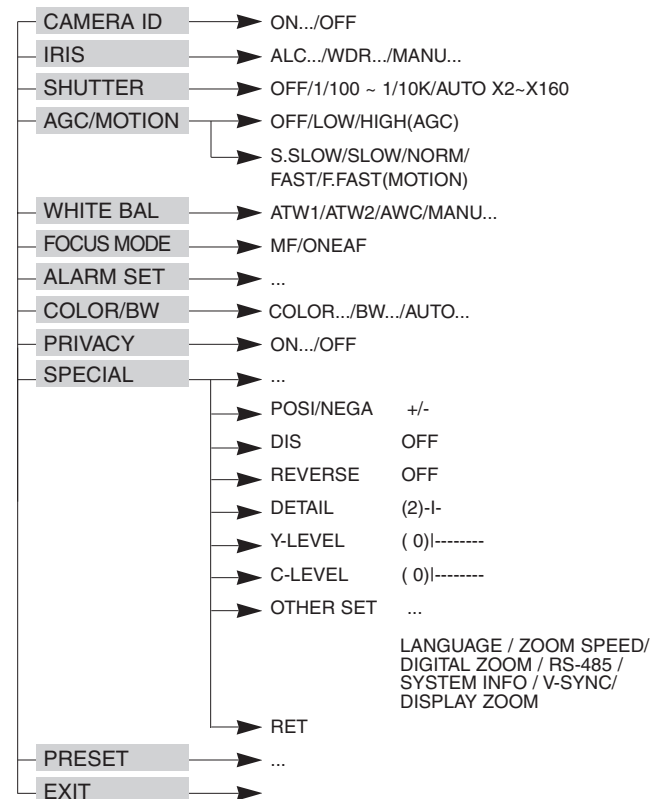 CAMERA ID ON.../OFF
IRIS ALC.../WDR.../MANU...
SHUTTER OFF/1/100 ~ 1/10K/AUTO X2~X160
AGC/MOTION OFF/LOW/HIGH(AGC)
S.SLOW/SLOW/NORM/
FAST/F.FAST(MOTION)
WHITE BAL ATW1/ATW2/AWC/MANU...
FOCUS MODE MF/ONEAF
ALARM SET ...
COLOR/BW COLOR.../BW.../AUTO...
PRIVACY ON.../OFF
SPECIAL ...
POSI/NEGA +/-
DIS OFF
REVERSE OFF
DETAIL (2)-I-
Y-LEVEL ( 0)I--------
C-LEVEL ( 0)I--------
OTHER SET ...
LANGUAGE / ZOOM SPEED/
DIGITAL ZOOM / RS-485 /
SYSTEM INFO / V-SYNC/
DISPLAY ZOOM
RET
PRESET ...
EXIT